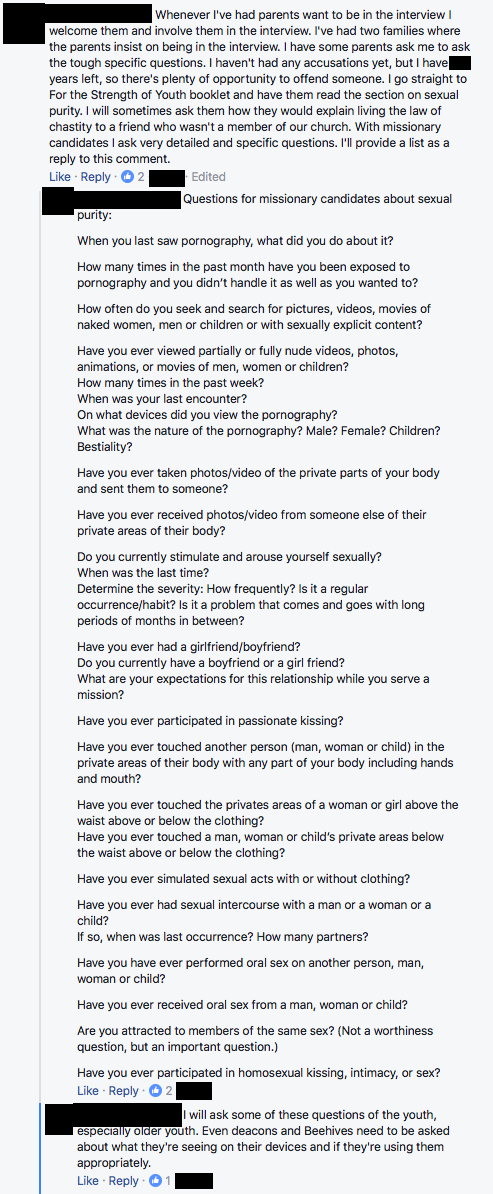 Whenever I've had parents want to be in the interview I
welcome them and involve them in the interview. I've had two families where
the parents insist on being in the interview. I have some parents ask me to ask
the tough specific questions. I haven't had any accusations yet, but I have
years left, so there's plenty of opportunity to offend someone. I go straight to
For the Strength of Youth booklet and have them read the section on sexual
purity. I will sometimes ask them how they would explain living the law of
chastity to a friend who wasn't a member of our church. With missionary
candidates I ask very detailed and specific questions. I'll provide a list as a
reply to this comment.
Like · Reply · 2 · Edited
Questions for missionary candidates about sexual
purity:
When you last saw pornography, what did you do about it?
How many times in the past month have you been exposed to
pornography and you didn't handle it as well as you wanted to?
How often do you seek and search for pictures, videos, movies of
naked women, men or children or with sexually explicit content?
Have you ever viewed partially or fully nude videos, photos,
animations, or movies of men, women or children?
How many times in the past week?
When was your last encounter?
On what devices did you view the pornography?
What was the nature of the pornography? Male? Female? Children?
Bestiality?
Have you ever taken photos/video of the private parts of your body
and sent them to someone?
Have you ever received photos/video from someone else of their
private areas of their body?
Do you currently stimulate and arouse yourself sexually?
When was the last time?
Determine the severity: How frequently? Is it a regular
occurrence/habit? Is it a problem that comes and goes with long
periods of months in between?
Have you ever had a girlfriend/boyfriend?
Do you currently have a boyfriend or a girl friend?
What are your expectations for this relationship while you serve a
mission?
Have you ever participated in passionate kissing?
Have you ever touched another person (man, woman or child) in the
private areas of their body with any part of your body including hands
and mouth?
Have you ever touched the privates areas of a woman or girl above the
waist above or below the clothing?
Have you ever touched a man, woman or child's private areas below
the waist above or below the clothing?
Have you ever simulated sexual acts with or without clothing?
Have you ever had sexual intercourse with a man or a woman or a
child?
If so, when was last occurrence? How many partners?
Have you have ever performed oral sex on another person, man,
woman or child?
Have you ever received oral sex from a man, woman or child?
Are you attracted to members of the same sex? (Not a worthiness
question, but an important question.)
Have you ever participated in homosexual kissing, intimacy, or sex?
Like · Reply · 2
I will ask some of these questions of the youth,
especially older youth. Even deacons and Beehives need to be asked
about what they're seeing on their devices and if they're using them
appropriately.
Like · Reply · 1